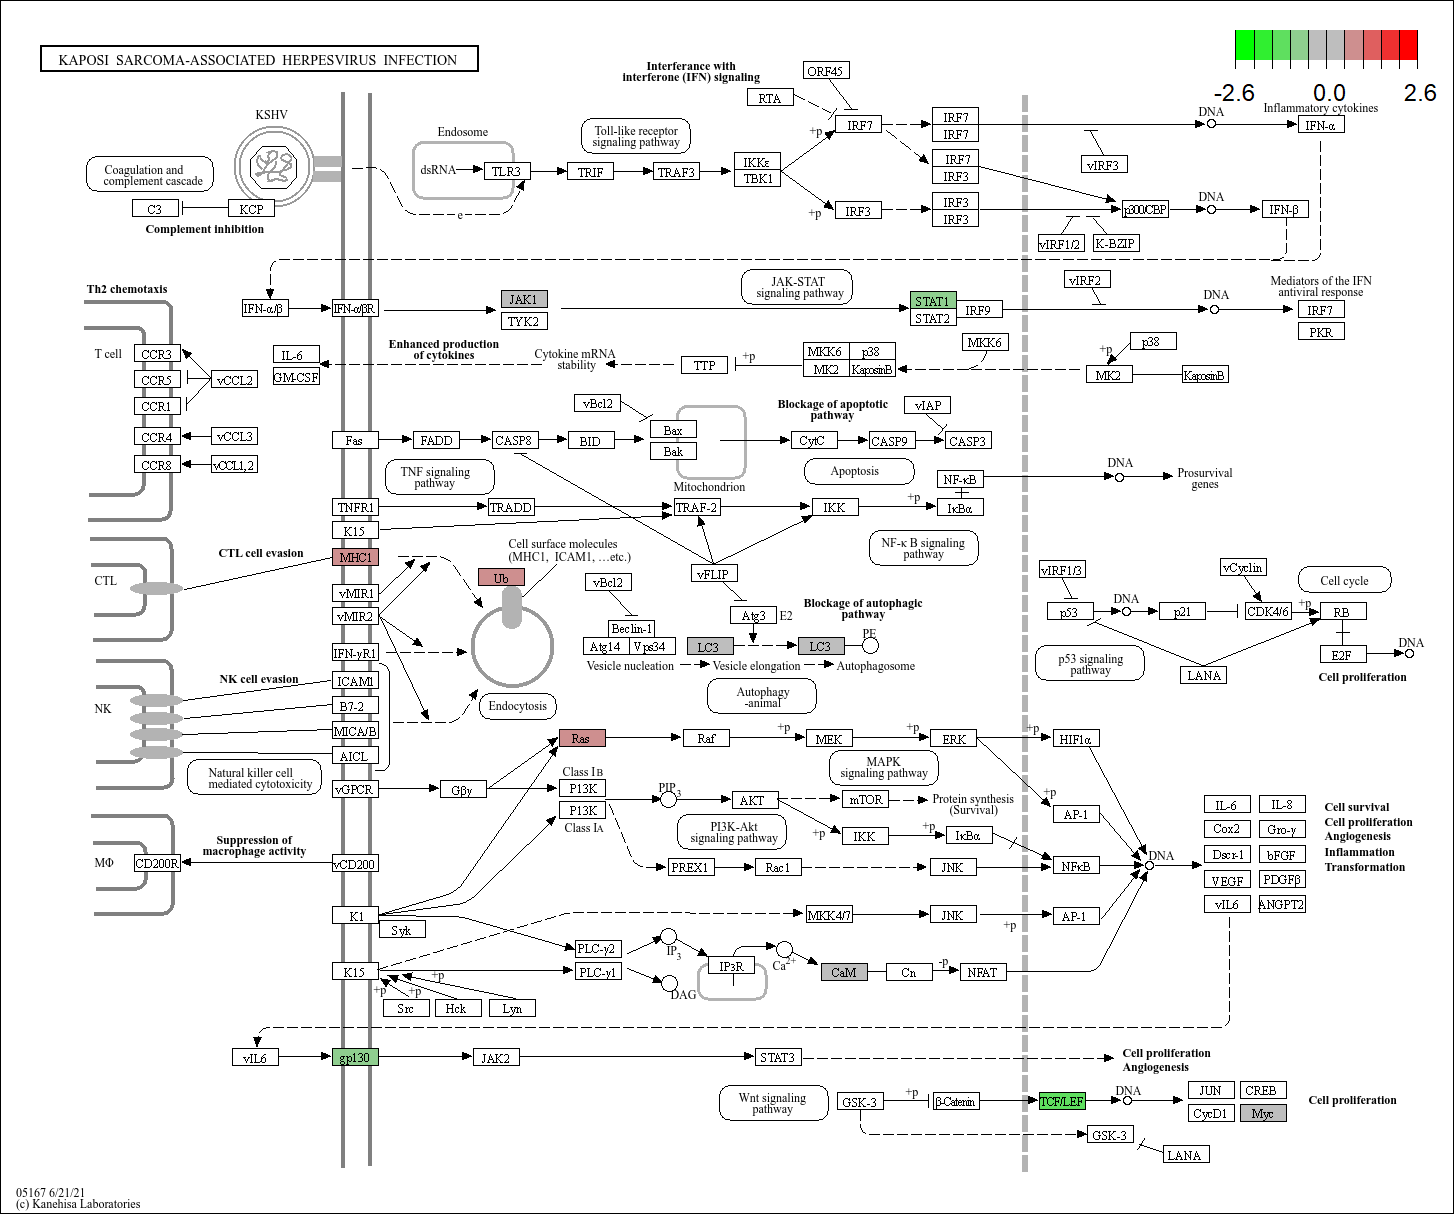 KAPOSI SARCOMA-ASSOCIATED HERPESVIRUS INFECTION
-2.6 0.0 2.6
Interferance with
interferone (IFN) signaling
ORF45
RTA
Inflammatory cytokines
KSHV
Endosome
Toll-like receptor
signaling pathway
+p
IRF7
IRF7
IRF7
DNA
IFN-α
vIRF3
Coagulation and
complement cascade
dsRNA
TLR3
TRIF
TRAF3
IKKε
TBK1
IRF7
IRF3
C3
KCP
Complement inhibition
e
+p
IRF3
IRF3
IRF3
p300/CBP
DNA
IFN-β
vIRF1/2
K-BZIP
Th2 chemotaxis
JAK-STAT
signaling pathway
vIRF2
Mediators of the IFN
antiviral response
IFN-α/β
IFN-α/βR
JAK1
TYK2
STAT1
STAT2
IRF9
DNA
IRF7
PKR
T cell
CCR3
CCR5
CCR1
CCR4
CCR8
vCCL2
vCCL3
vCCL1,2
IL-6
GM-CSF
Enhanced production
of cytokines
Cytokine mRNA
stability
TTP
+p
MKK6
p38
MK2
KaposinB
MKK6
+p
p38
MK2
KaposinB
vBcl2
Blockage of apoptotic
pathway
vIAP
Fas
FADD
CASP8
BID
Bax
Bak
CytC
CASP9
CASP3
TNF signaling
pathway
Mitochondrion
Apoptosis
NF-κB
DNA
Prosurvival
genes
TNFR1
TRADD
TRAF-2
IKK
+p
IκBα
K15
NF-κ B signaling
pathway
CTL
CTL cell evasion
MHC1
Cell surface molecules
(MHC1, ICAM1, ...etc.)
Ub
vMIR1
vMIR2
IFN-γR1
vBcl2
vFLIP
Atg3
E2
Blockage of autophagic
pathway
Beclin-1
Atg14
Vps34
LC3
LC3
PE
Vesicle nucleation
Vesicle elongation
Autophagosome
vIRF1/3
vCyclin
Cell cycle
p53
DNA
p21
CDK4/6
+p
RB
E2F
DNA
p53 signaling
pathway
LANA
Cell proliferation
NK
NK cell evasion
ICAM1
B7-2
MICA/B
AICL
Endocytosis
Autophagy
-animal
Natural killer cell
mediated cytotoxicity
Ras
Raf
+p
MEK
+p
ERK
+p
HIF1α
MAPK
signaling pathway
vGPCR
Gβγ
Class IB
P13K
P13K
Class IA
PIP3
AKT
mTOR
Protein synthesis
(Survival)
+p
AP-1
PI3K-Akt
signaling pathway
+p
IKK
+p
IκBα
PREX1
Rac1
JNK
NFκB
DNA
IL-6
IL-8
Cox2
Gro-γ
Dscr-1
bFGF
VEGF
PDGFβ
vIL6
ANGPT2
Cell survival
Cell proliferation
Angiogenesis
Inflammation
Transformation
MΦ
CD200R
Suppression of
macrophage activity
vCD200
K1
Syk
MKK4/7
JNK
+p
AP-1
PLC-γ2
IP3
IP3R
Ca2+
CaM
Cn
-p
NFAT
K15
+p
PLC-γ1
DAG
+p
+p
Src
Hck
Lyn
vIL6
gp130
JAK2
STAT3
Cell proliferation
Angiogenesis
Wnt signaling
pathway
GSK-3
+p
β-Catenin
TCF/LEF
DNA
JUN
CREB
CycD1
Myc
Cell proliferation
GSK-3
LANA
05167 6/21/21
(c) Kanehisa Laboratories